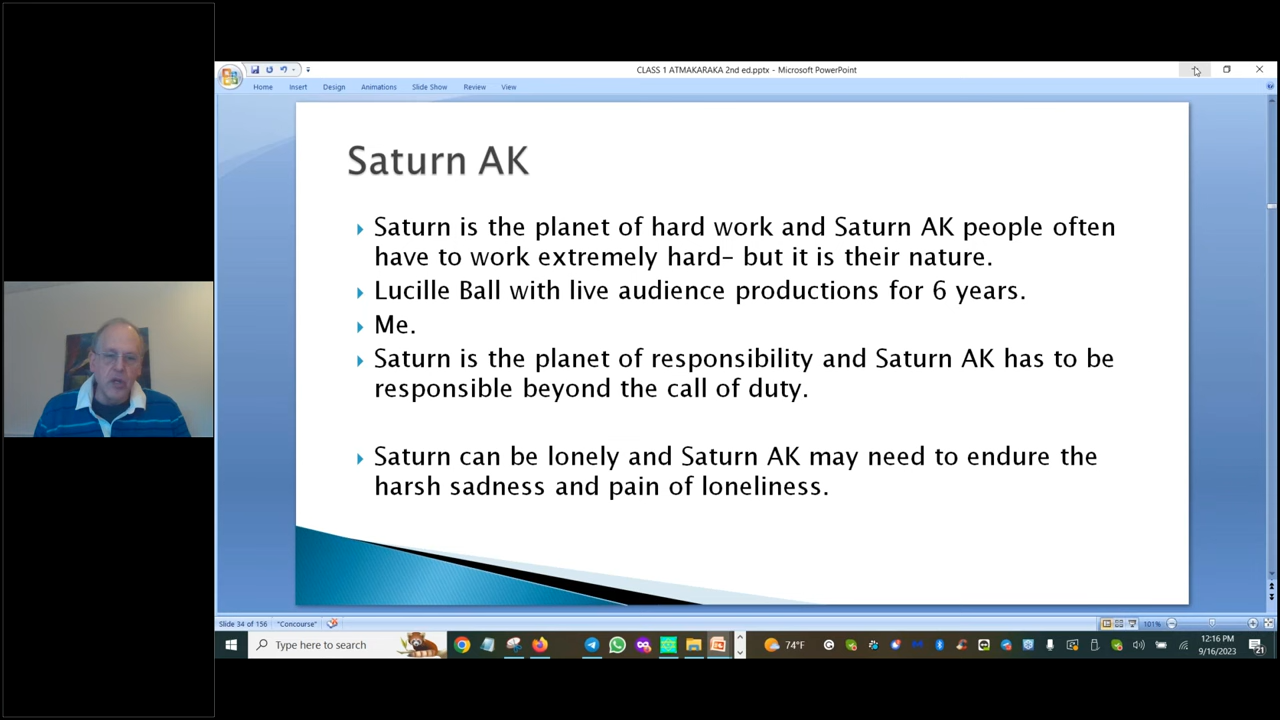 CLASS 1 ATMAKARAKA 2nd ed.pptx - Microsoft PowerPoint
Home Insert Design Animations Slide Show Review View
Saturn AK
Saturn is the planet of hard work and Saturn AK people often
have to work extremely hard- but it is their nature.
Lucille Ball with live audience productions for 6 years.
Me.
Saturn is the planet of responsibility and Saturn AK has to be
responsible beyond the call of duty.
Saturn can be lonely and Saturn AK may need to endure the
harsh sadness and pain of loneliness.
Slide 34 of 156 "Concourse" 101%
Type here to search 74°F 12:16 PM
9/16/2023 21